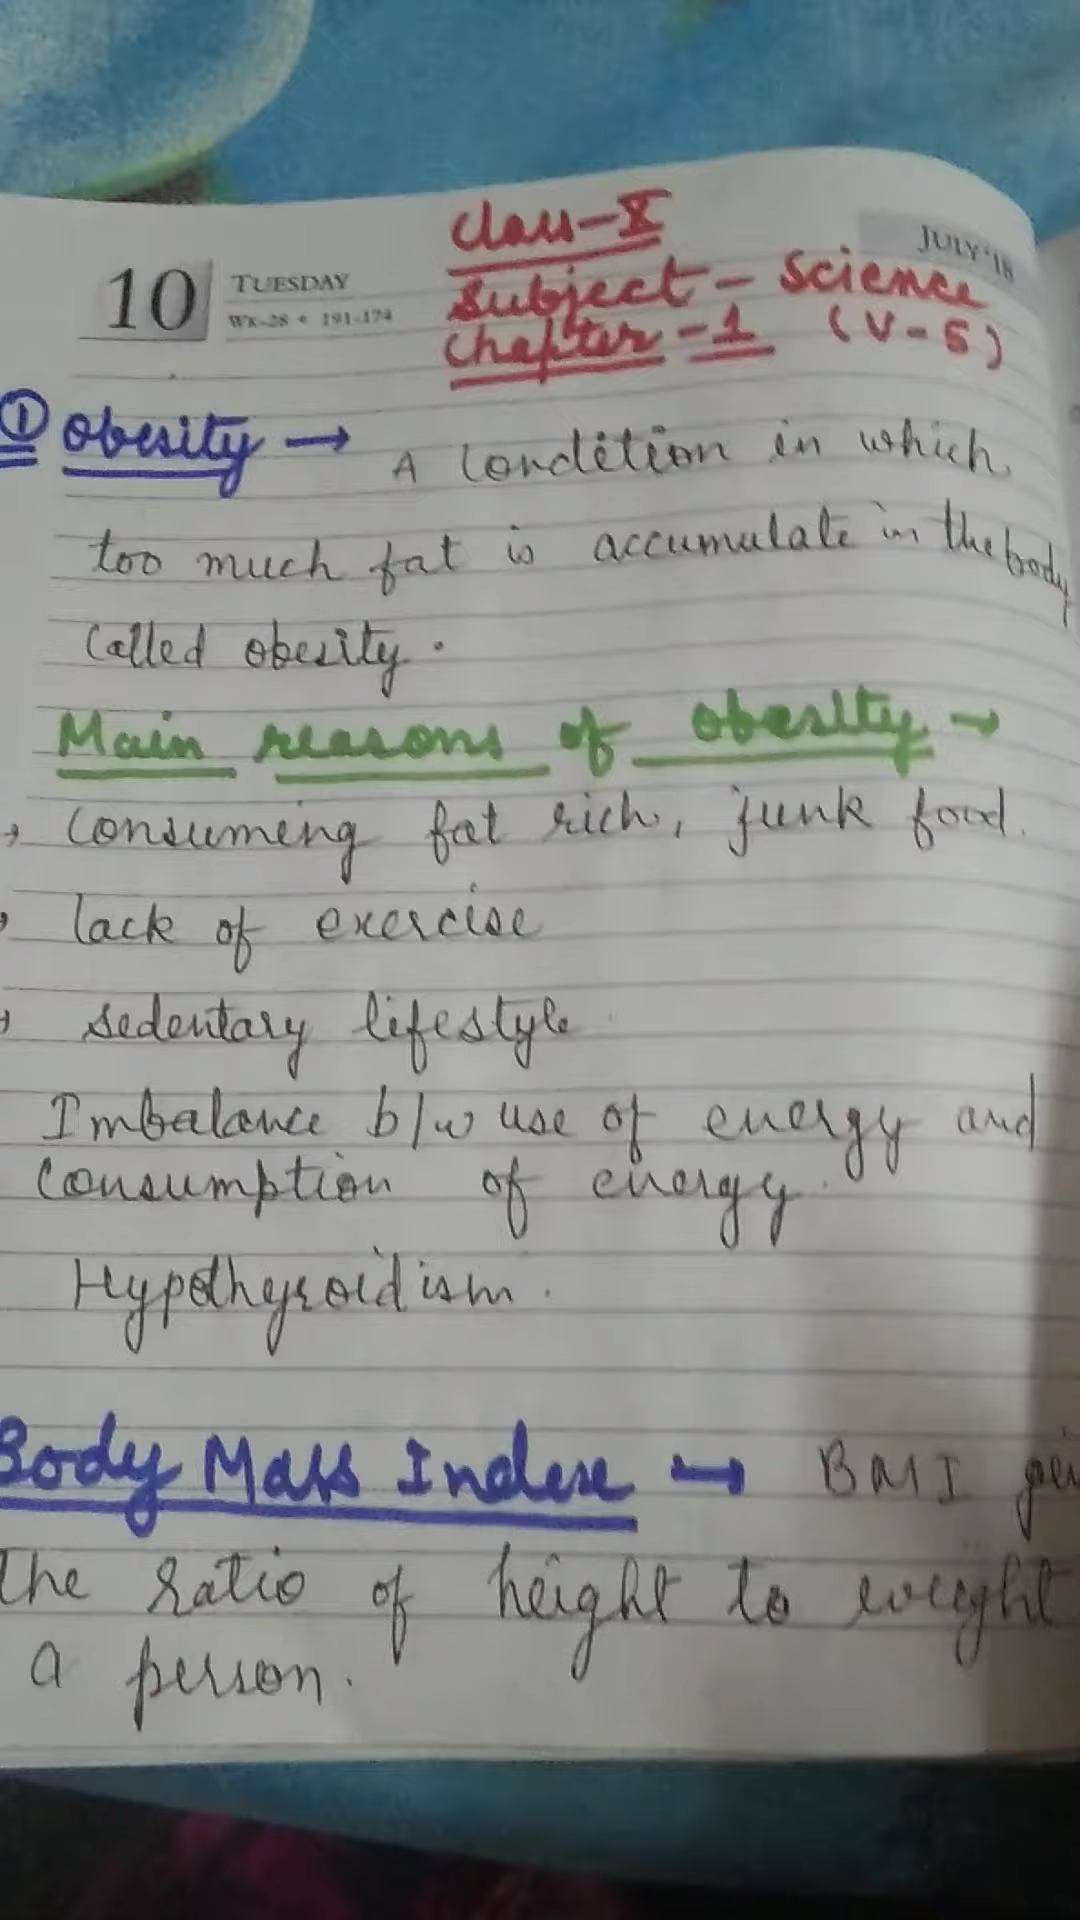 Class-X
JULY'18
10 TUESDAY
WK-28 • 191-174
Subject - Science
Chapter-1 (V-5)
① Obesity → A condition in which
too much fat is accumulate in the body
called obesity.
Main reasons of obesity →
→ Consuming fat rich, junk food.
→ lack of exercise
→ sedentary lifestyle
Imbalance b/w use of energy and
Consumption of energy.
Hypothyroidism.
Body Mass Index → BMI
The ratio of height to weight
a person.